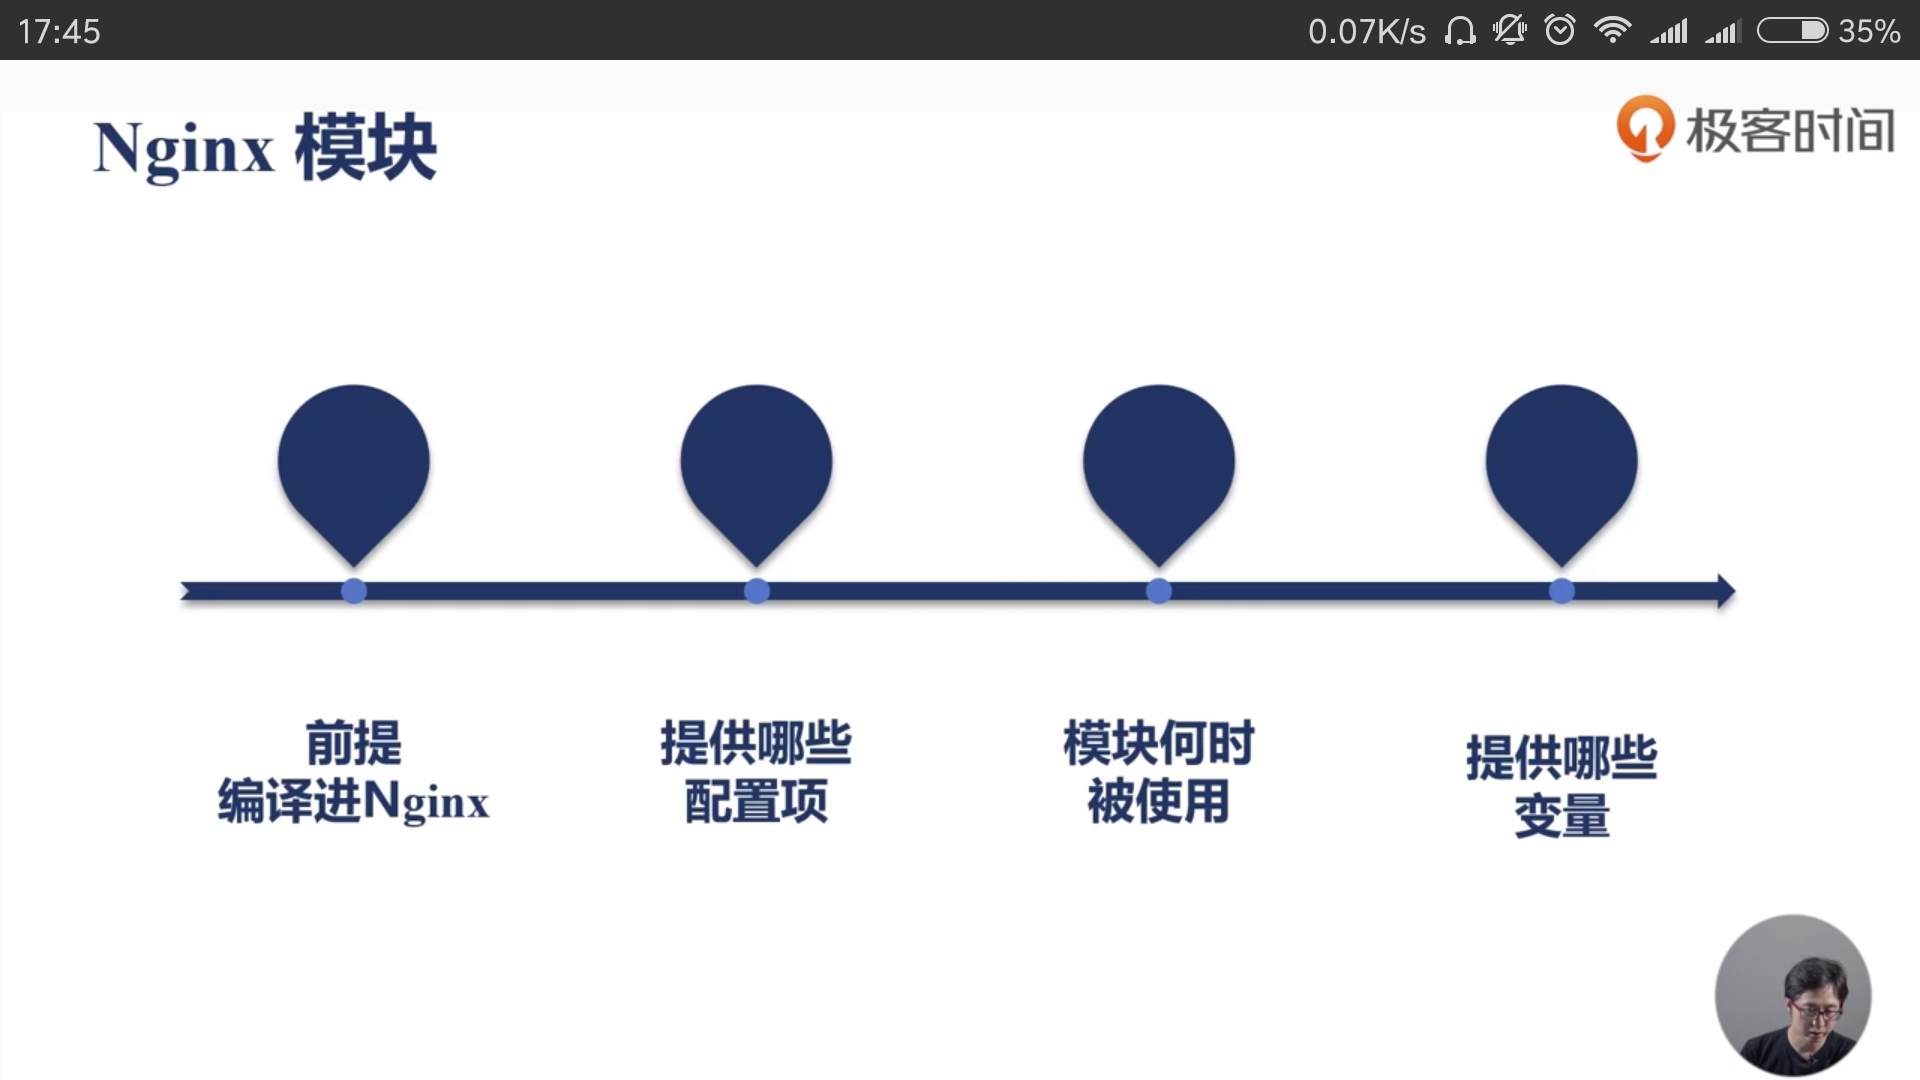 17:45
0.07K/s
35%
Nginx 模块
极客时间
前提
编译进Nginx
提供哪些
配置项
模块何时
被使用
提供哪些
变量